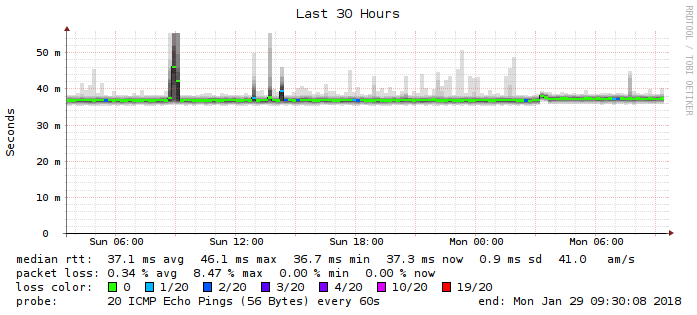 Last 30 Hours
RRDTOOL / TOBI OETIKER
Seconds
50 m
40 m
30 m
20 m
10 m
0
Sun 06:00 Sun 12:00 Sun 18:00 Mon 00:00 Mon 06:00
median rtt: 37.1 ms avg 46.1 ms max 36.7 ms min 37.3 ms now 0.9 ms sd 41.0 am/s
packet loss: 0.34 % avg 8.47 % max 0.00 % min 0.00 % now
loss color: 0 1/20 2/20 3/20 4/20 10/20 19/20
probe: 20 ICMP Echo Pings (56 Bytes) every 60s end: Mon Jan 29 09:30:08 2018